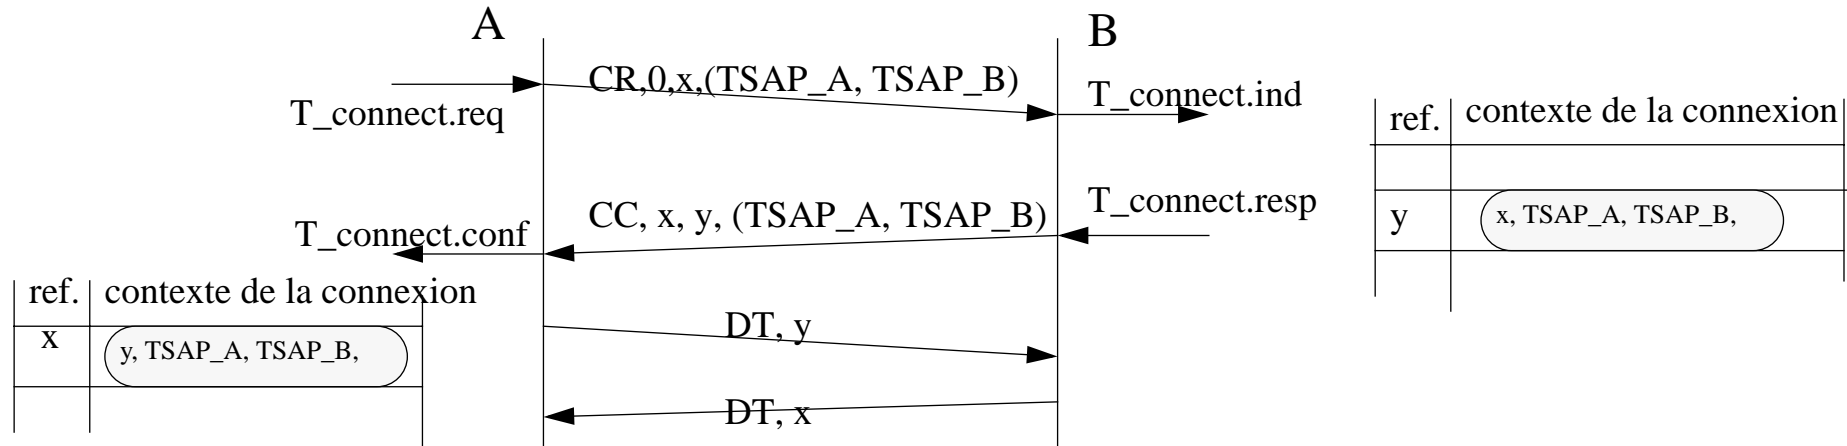 A
B
CR,0,x,(TSAP_A, TSAP_B)
T_connect.req
T_connect.ind
ref. contexte de la connexion
CC, x, y, (TSAP_A, TSAP_B)
T_connect.resp
T_connect.conf
y x, TSAP_A, TSAP_B,
ref. contexte de la connexion
x y, TSAP_A, TSAP_B,
DT, y
DT, x